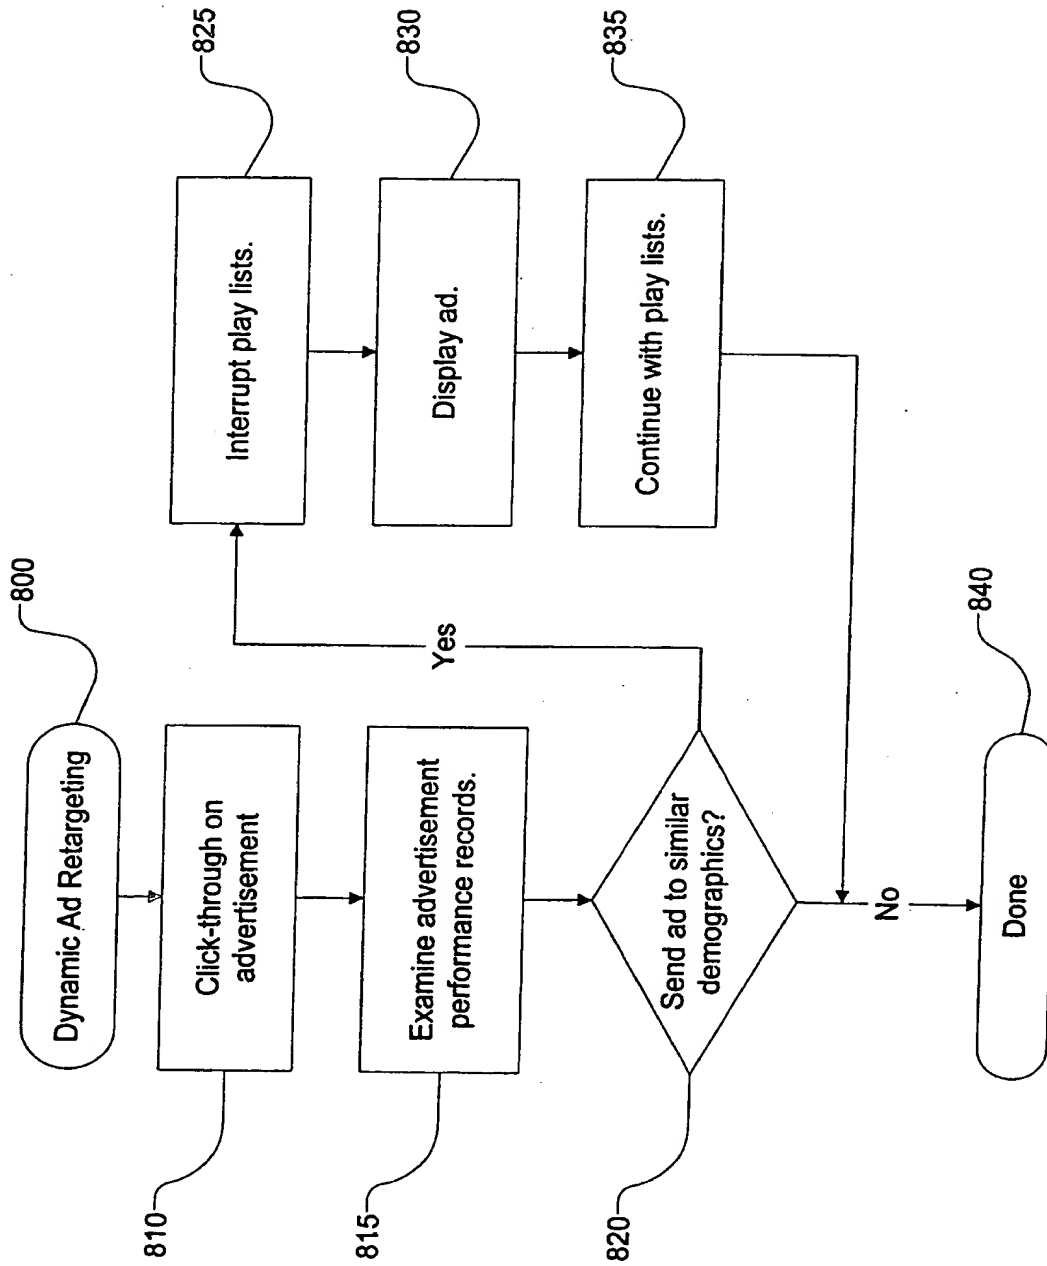 Dynamic Ad Retargeting
800
Click-through on
advertisement
810
Examine advertisement
performance records.
815
Send ad to similar
demographics?
820
Yes
Interrupt play lists.
825
Display ad.
830
Continue with play lists.
835
No
Done
840